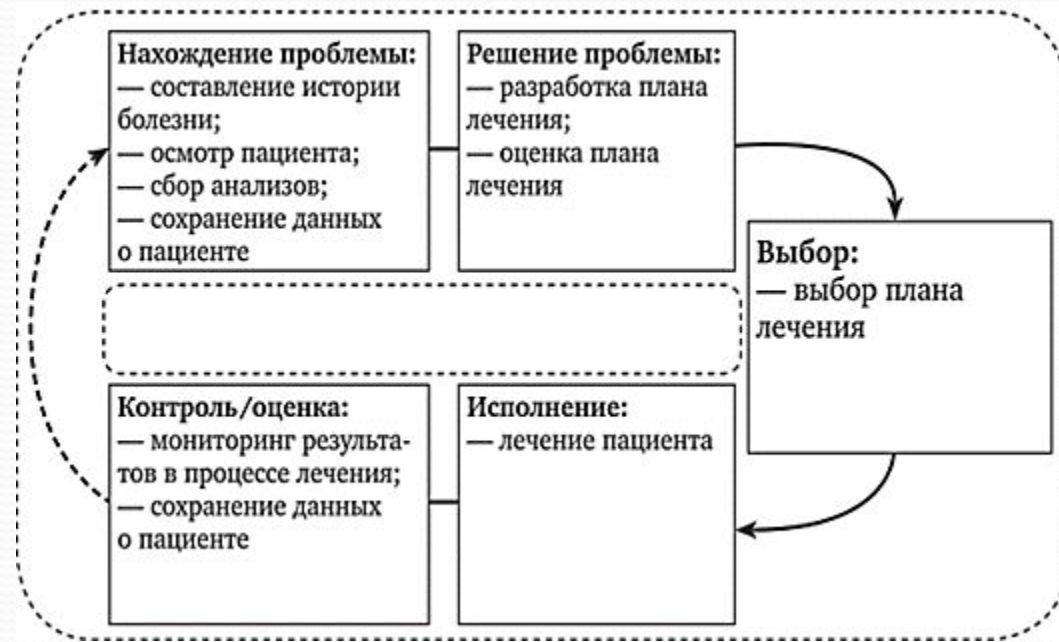 Нахождение проблемы:
— составление истории
болезни;
— осмотр пациента;
— сбор анализов;
— сохранение данных
о пациенте
Решение проблемы:
— разработка плана
лечения;
— оценка плана
лечения
Выбор:
— выбор плана
лечения
Контроль/оценка:
— мониторинг результа-
тов в процессе лечения;
— сохранение данных
о пациенте
Исполнение:
— лечение пациента